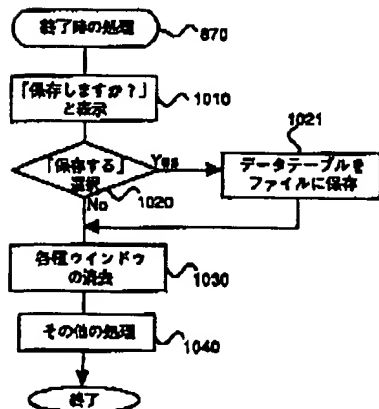 終了時の処理
870
「保存しますか?」
と表示
1010
「保存する」
選択
Yes
1020
No
1021
データテーブルを
ファイルに保存
各種ウインドウ
の消去
1030
その他の処理
1040
終了